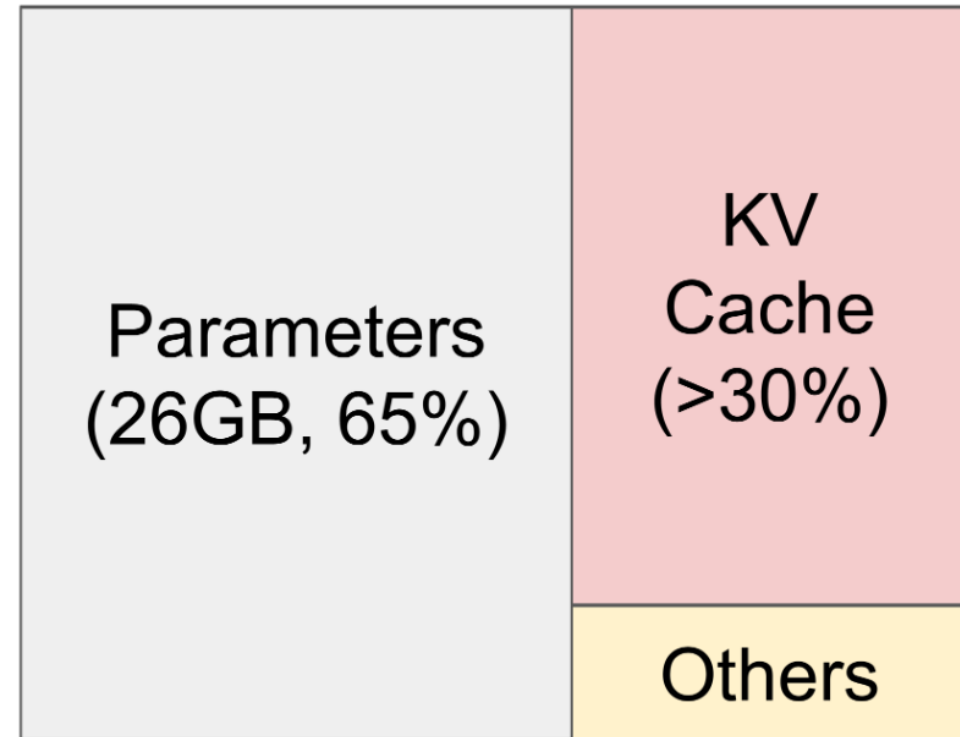 Parameters
(26GB, 65%)
KV
Cache
(>30%)
Others